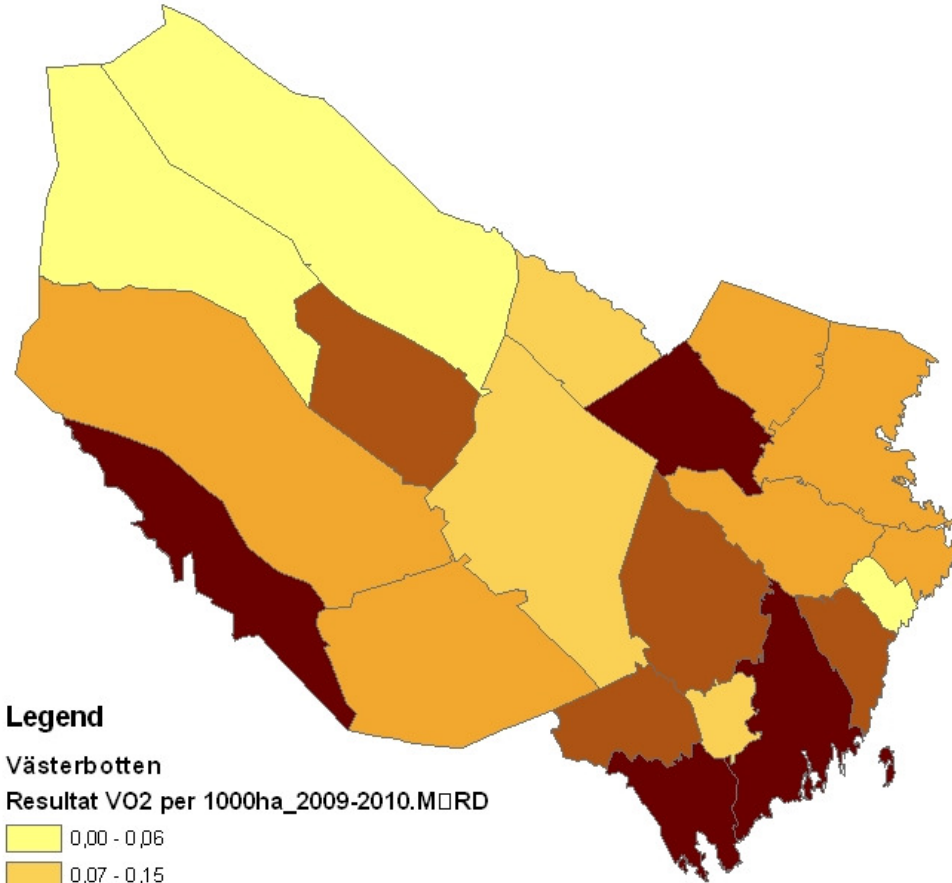 Legend
Västerbotten
Resultat VO2 per 1000ha_2009-2010.M□RD
0,00 - 0,06
0,07 - 0,15